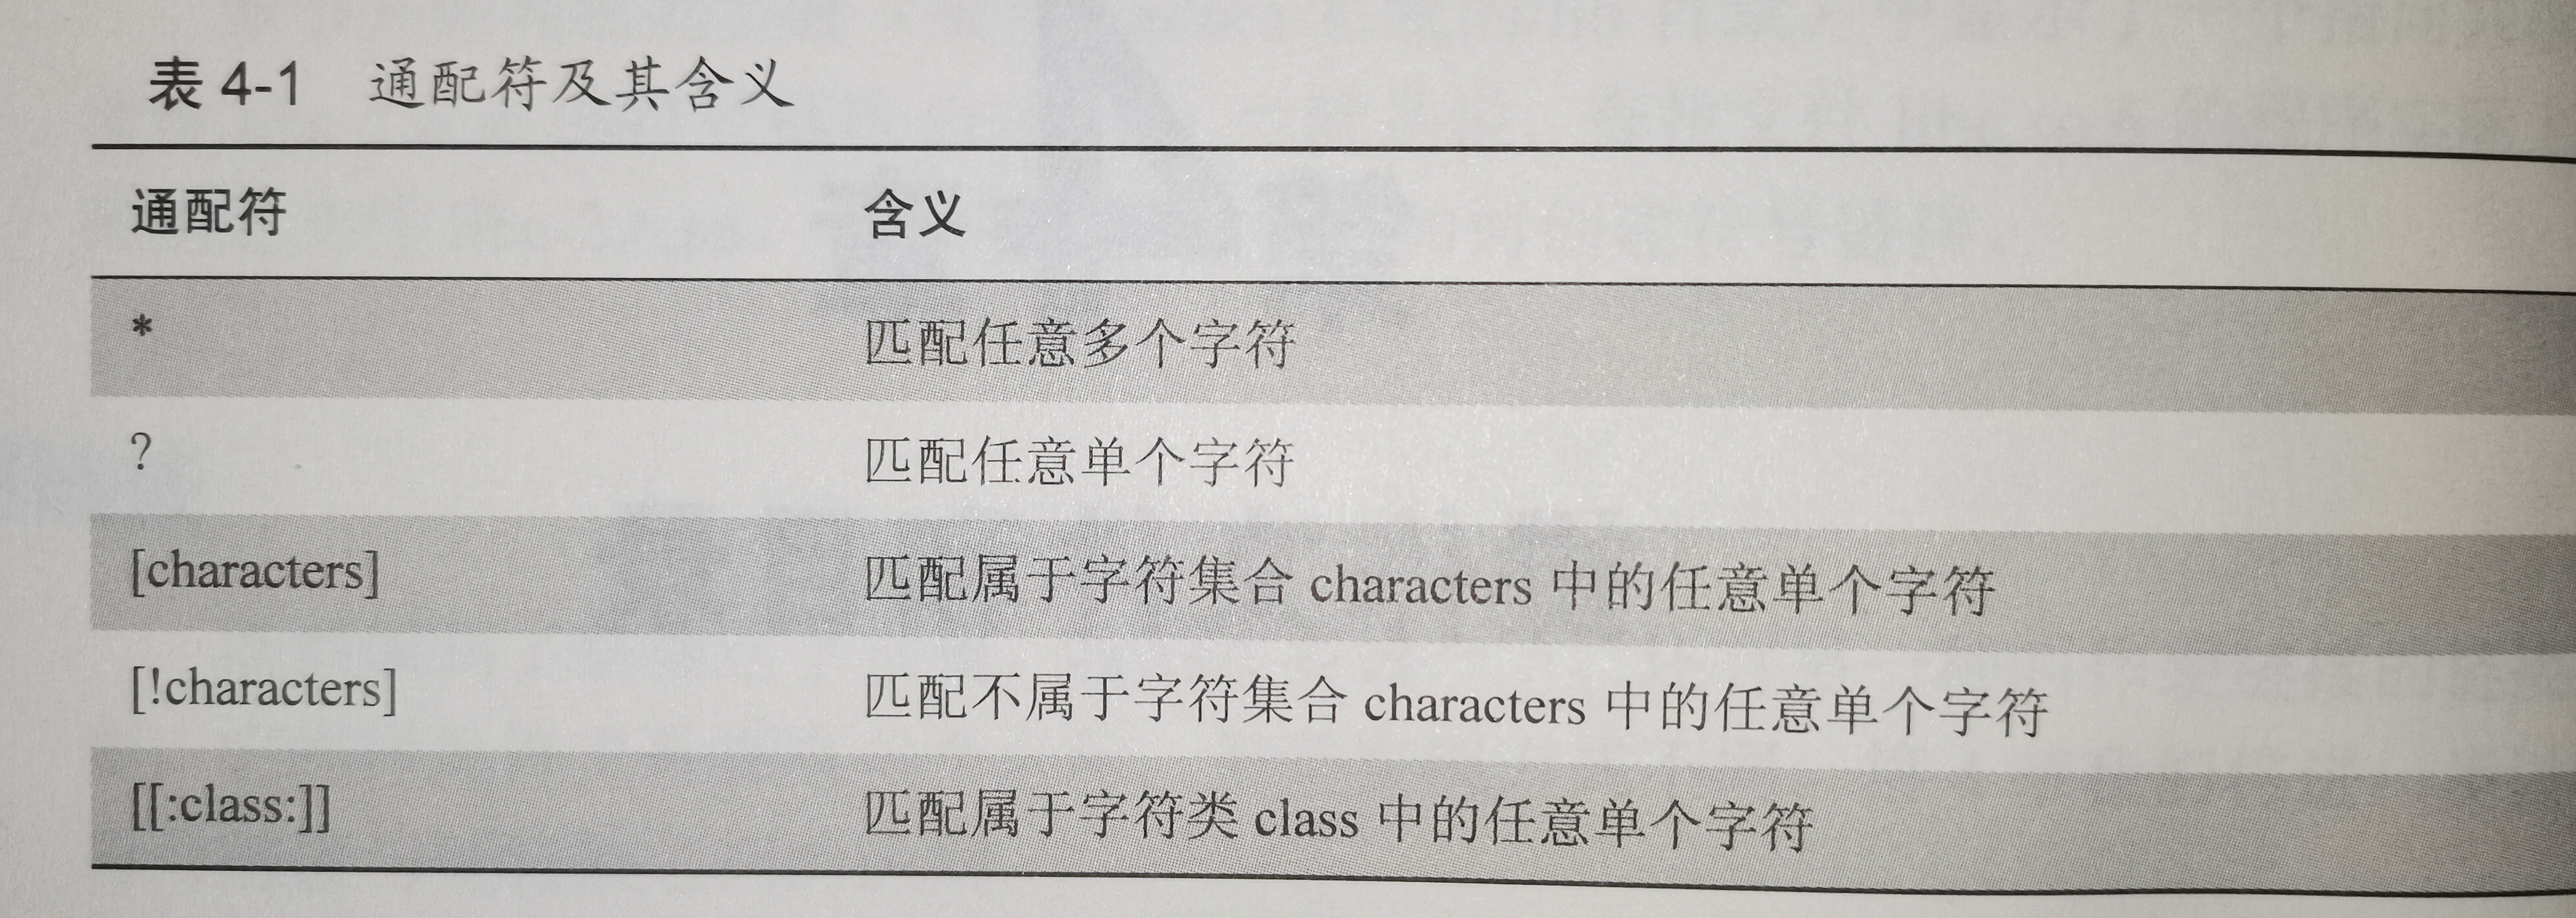 表 4-1 通配符及其含义
通配符 含义
* 匹配任意多个字符
? 匹配任意单个字符
[characters] 匹配属于字符集合 characters 中的任意单个字符
[!characters] 匹配不属于字符集合 characters 中的任意单个字符
[[:class:]] 匹配属于字符类 class 中的任意单个字符